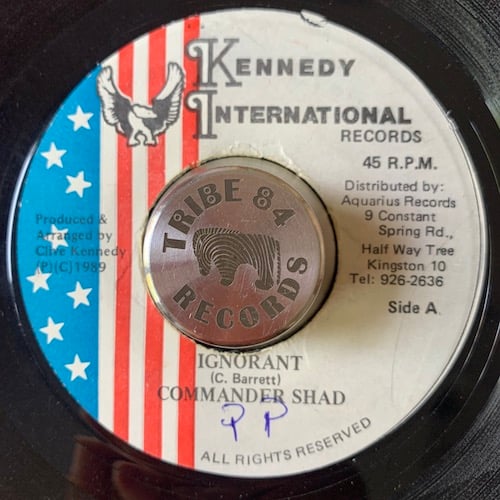 KENNEDY
INTERNATIONAL
RECORDS
45 R.P.M.
Distributed by:
Aquarius Records
9 Constant
Spring Rd.,
Half Way Tree
Kingston 10
Tel: 926-2636
Side A
Produced &
Arranged by
Clive Kennedy
(P)(C)1989
TRIBE 84
RECORDS
IGNORANT
(C. Barrett)
COMMANDER SHAD
PP
ALL RIGHTS RESERVED